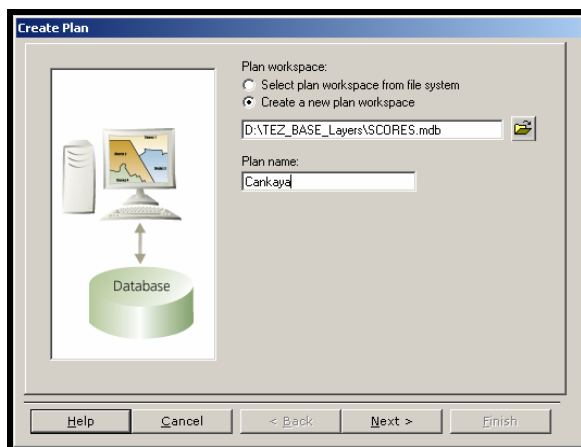 Create Plan
Plan workspace:
Select plan workspace from file system
Create a new plan workspace
D:\TEZ_BASE_Layers\SCORES.mdb
Plan name:
Cankaya
Database
Help
Cancel
< Back
Next >
Finish